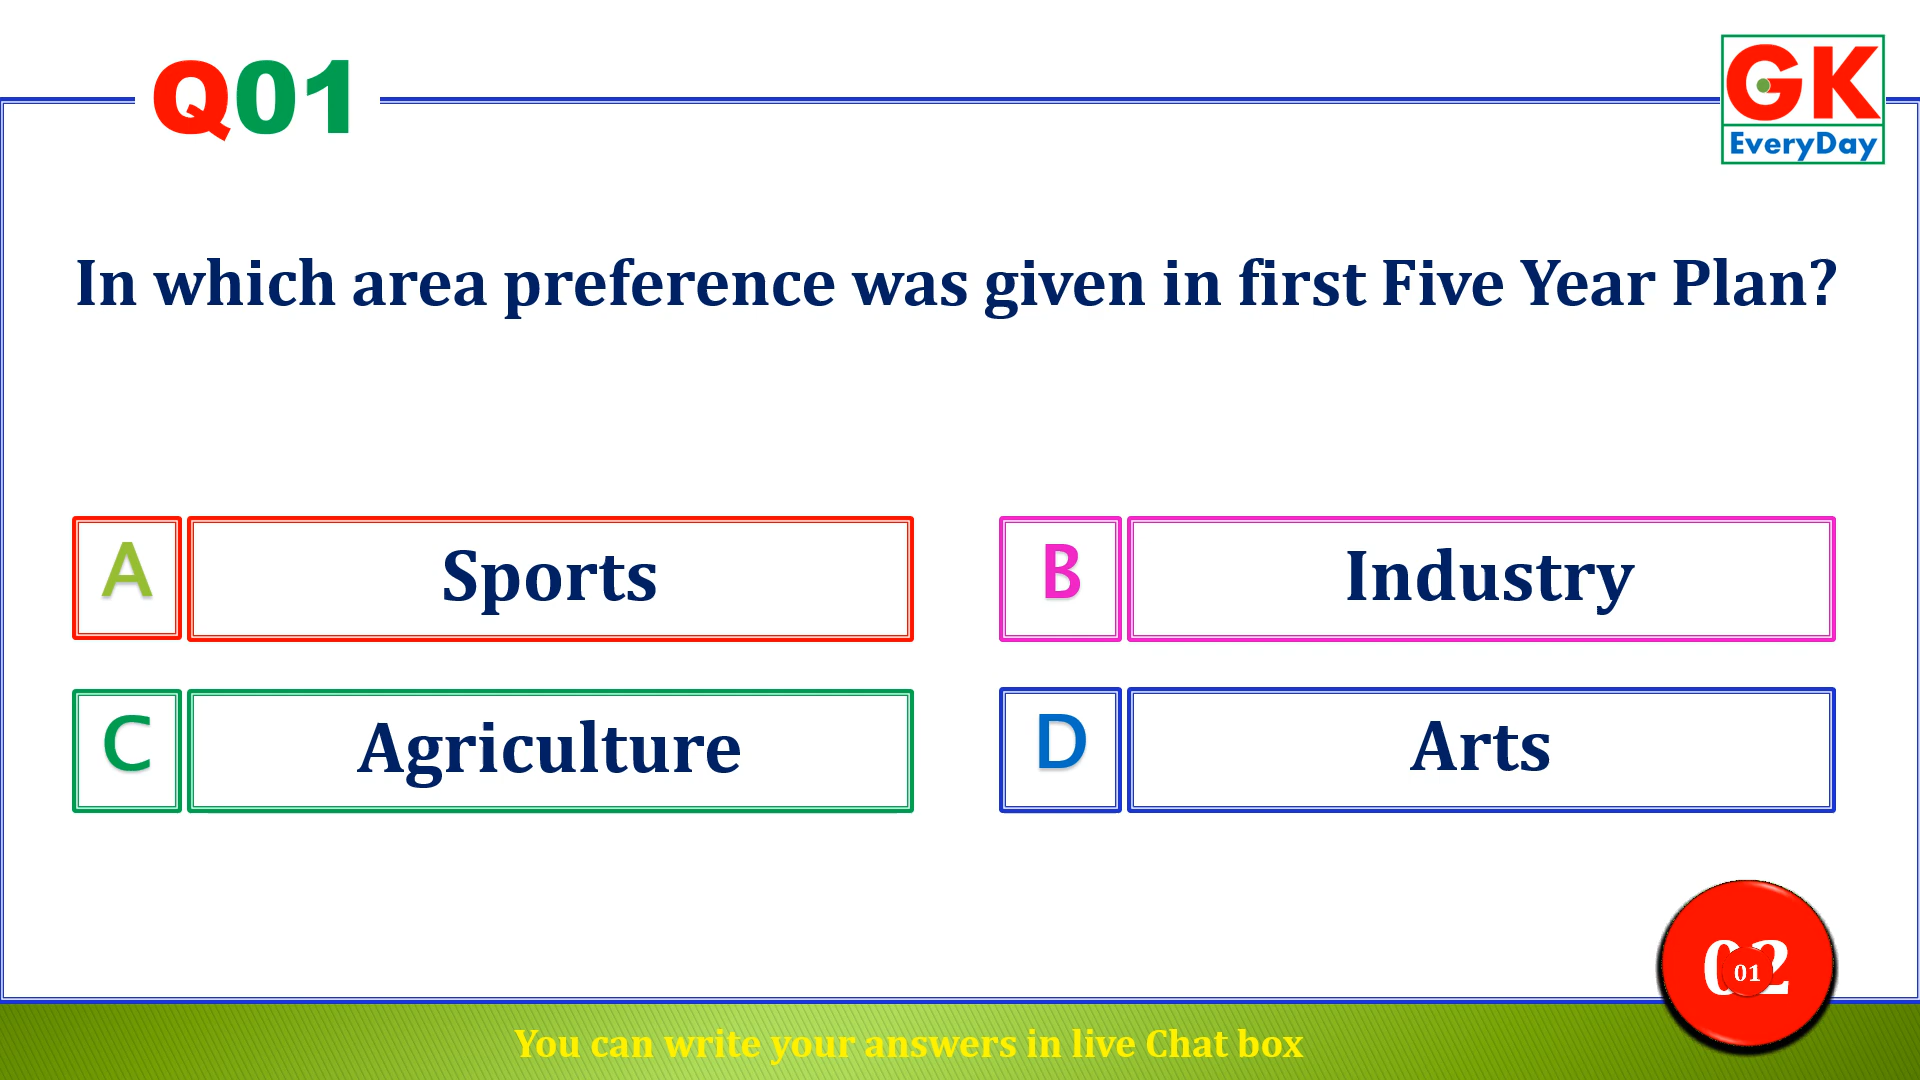 Q01
GK
EveryDay
In which area preference was given in first Five Year Plan?
A Sports
B Industry
C Agriculture
D Arts
02
01
You can write your answers in live Chat box